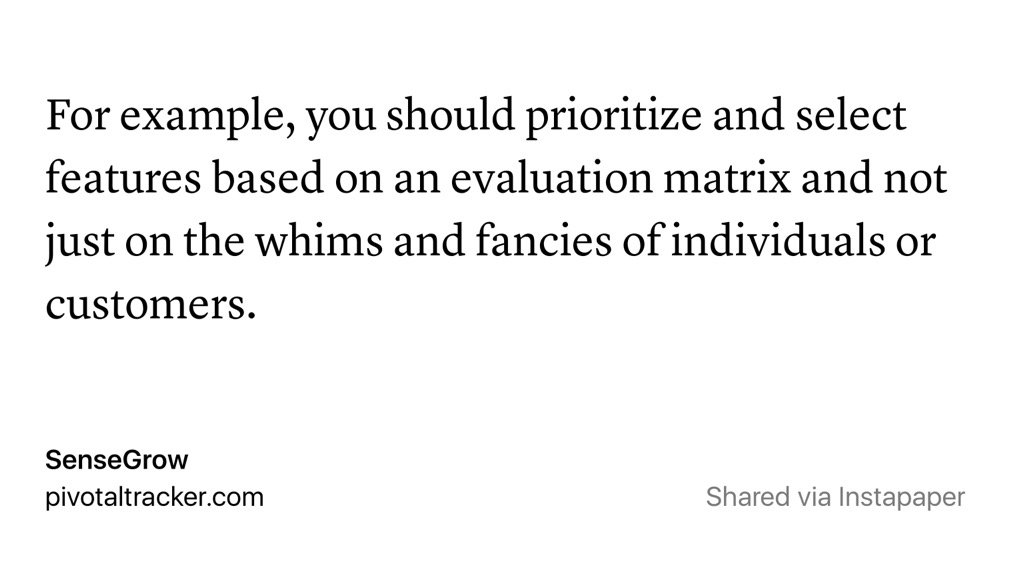 For example, you should prioritize and select
features based on an evaluation matrix and not
just on the whims and fancies of individuals or
customers.
SenseGrow
pivotaltracker.com
Shared via Instapaper